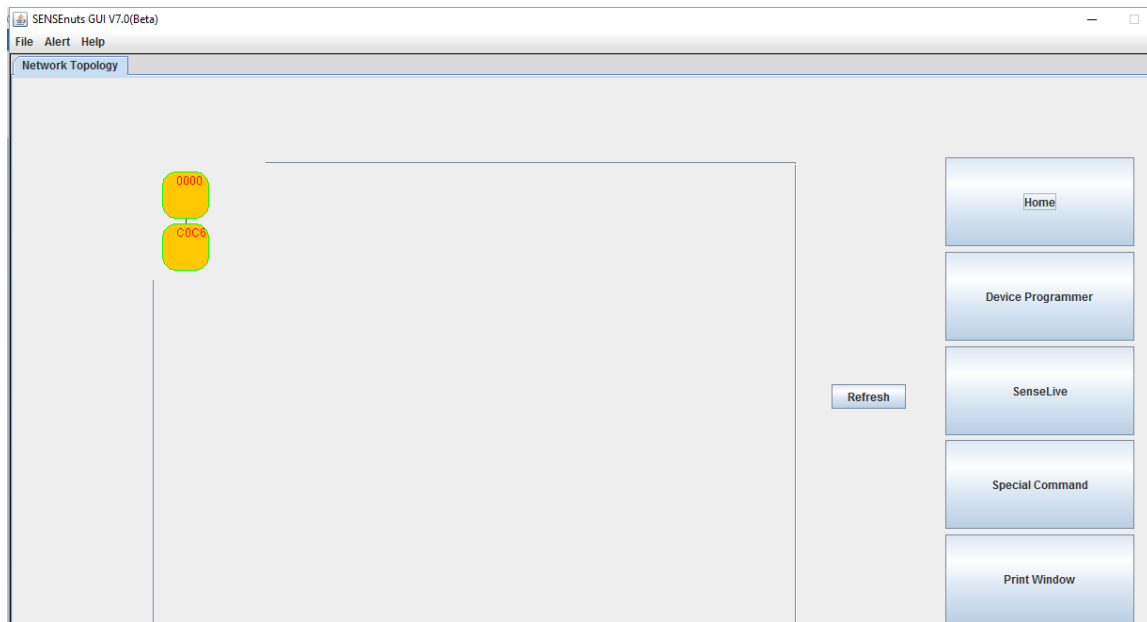 SENSEnuts GUI V7.0(Beta)
File Alert Help
Network Topology
0000
C0C6
Home
Device Programmer
SenseLive
Refresh
Special Command
Print Window